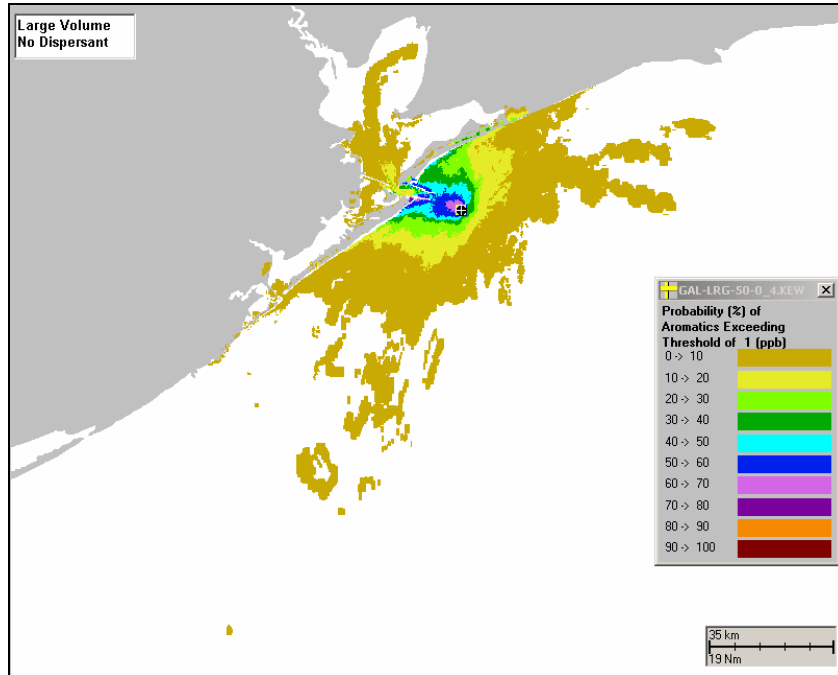 Large Volume
No Dispersant
GAL-LRG-50-0_4.KEW
Probability (%) of
Aromatics Exceeding
Threshold of 1 (ppb)
0 -> 10
10 -> 20
20 -> 30
30 -> 40
40 -> 50
50 -> 60
60 -> 70
70 -> 80
80 -> 90
90 -> 100
35 km
19 Nm